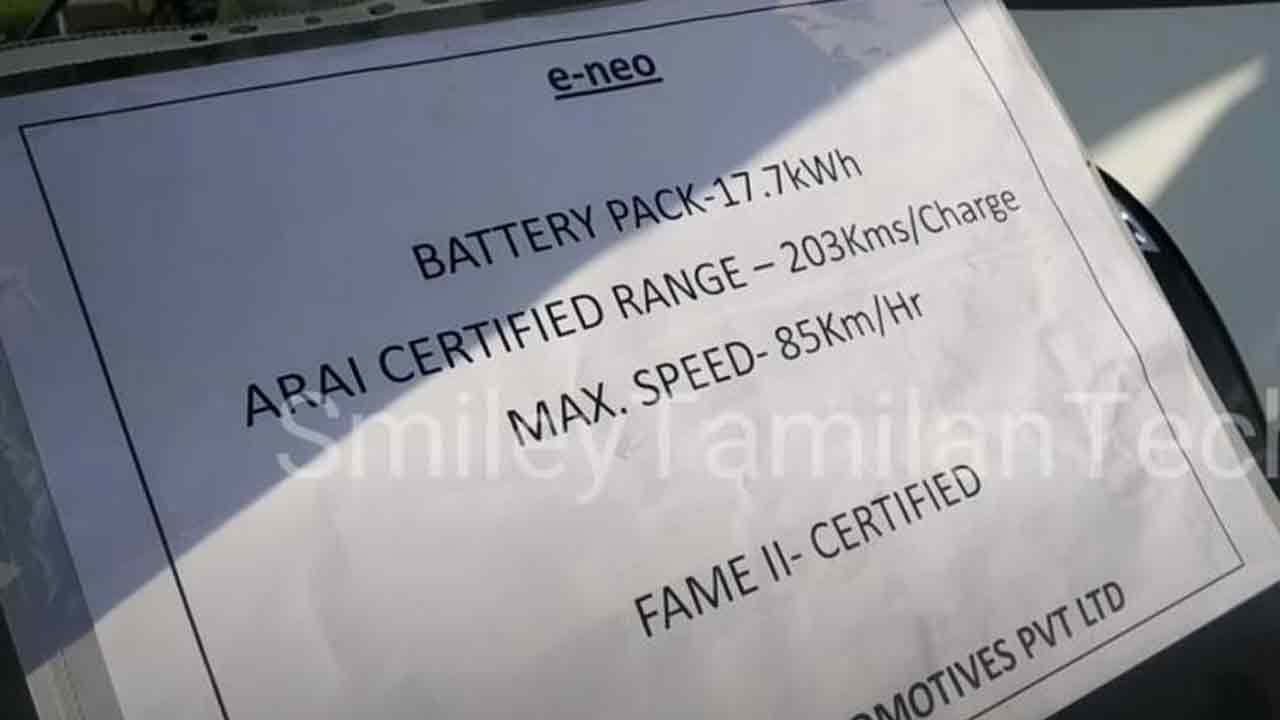 e-neo
BATTERY PACK-17.7kWh
ARAI CERTIFIED RANGE – 203Kms/Charge
MAX. SPEED- 85Km/Hr
SmileyTamilanTech
FAME II- CERTIFIED
OMOTIVES PVT LTD